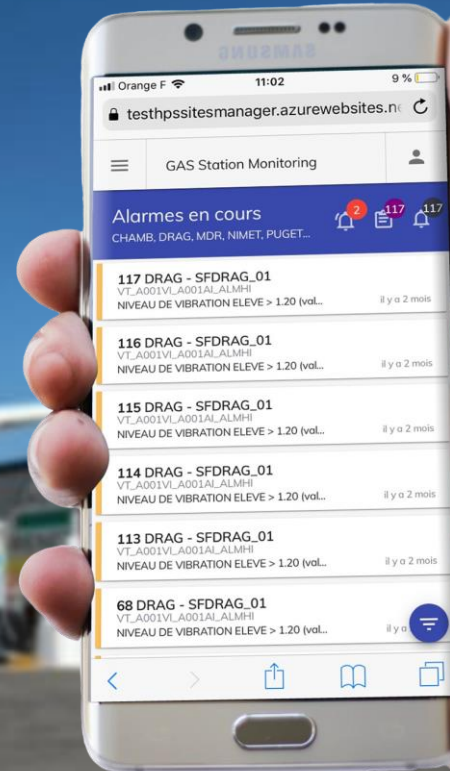 SAMSUNG
Orange F 11:02 9 %
testhpssitesmanager.azurewebsites.ne
GAS Station Monitoring
Alarmes en cours
2 117 117
CHAMB, DRAG, MDR, NIMET, PUGET...
117 DRAG - SFDRAG_01
VT_A001VI_A001AI_ALMHI
NIVEAU DE VIBRATION ELEVE > 1.20 (val... il y a 2 mois
116 DRAG - SFDRAG_01
VT_A001VI_A001AI_ALMHI
NIVEAU DE VIBRATION ELEVE > 1.20 (val... il y a 2 mois
115 DRAG - SFDRAG_01
VT_A001VI_A001AI_ALMHI
NIVEAU DE VIBRATION ELEVE > 1.20 (val... il y a 2 mois
114 DRAG - SFDRAG_01
VT_A001VI_A001AI_ALMHI
NIVEAU DE VIBRATION ELEVE > 1.20 (val... il y a 2 mois
113 DRAG - SFDRAG_01
VT_A001VI_A001AI_ALMHI
NIVEAU DE VIBRATION ELEVE > 1.20 (val... il y a 2 mois
68 DRAG - SFDRAG_01
VT_A001VI_A001AI_ALMHI
NIVEAU DE VIBRATION ELEVE > 1.20 (val... il y a